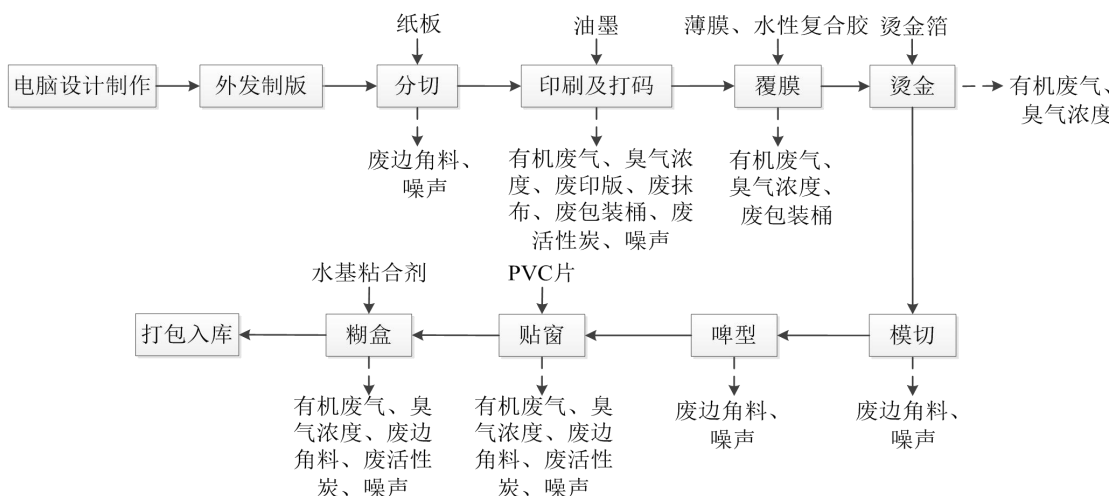 纸板
油墨
薄膜、水性复合胶
烫金箔
电脑设计制作
外发制版
分切
印刷及打码
覆膜
烫金
有机废气、
臭气浓度
废边角料、
噪声
有机废气、臭气浓
度、废印版、废抹
布、废包装桶、废
活性炭、噪声
有机废气、
臭气浓度、
废包装桶
水基粘合剂
PVC片
打包入库
糊盒
贴窗
啤型
模切
有机废气、臭
气浓度、废边
角料、废活性
炭、噪声
有机废气、臭
气浓度、废边
角料、废活性
炭、噪声
废边角料、
噪声
废边角料、
噪声